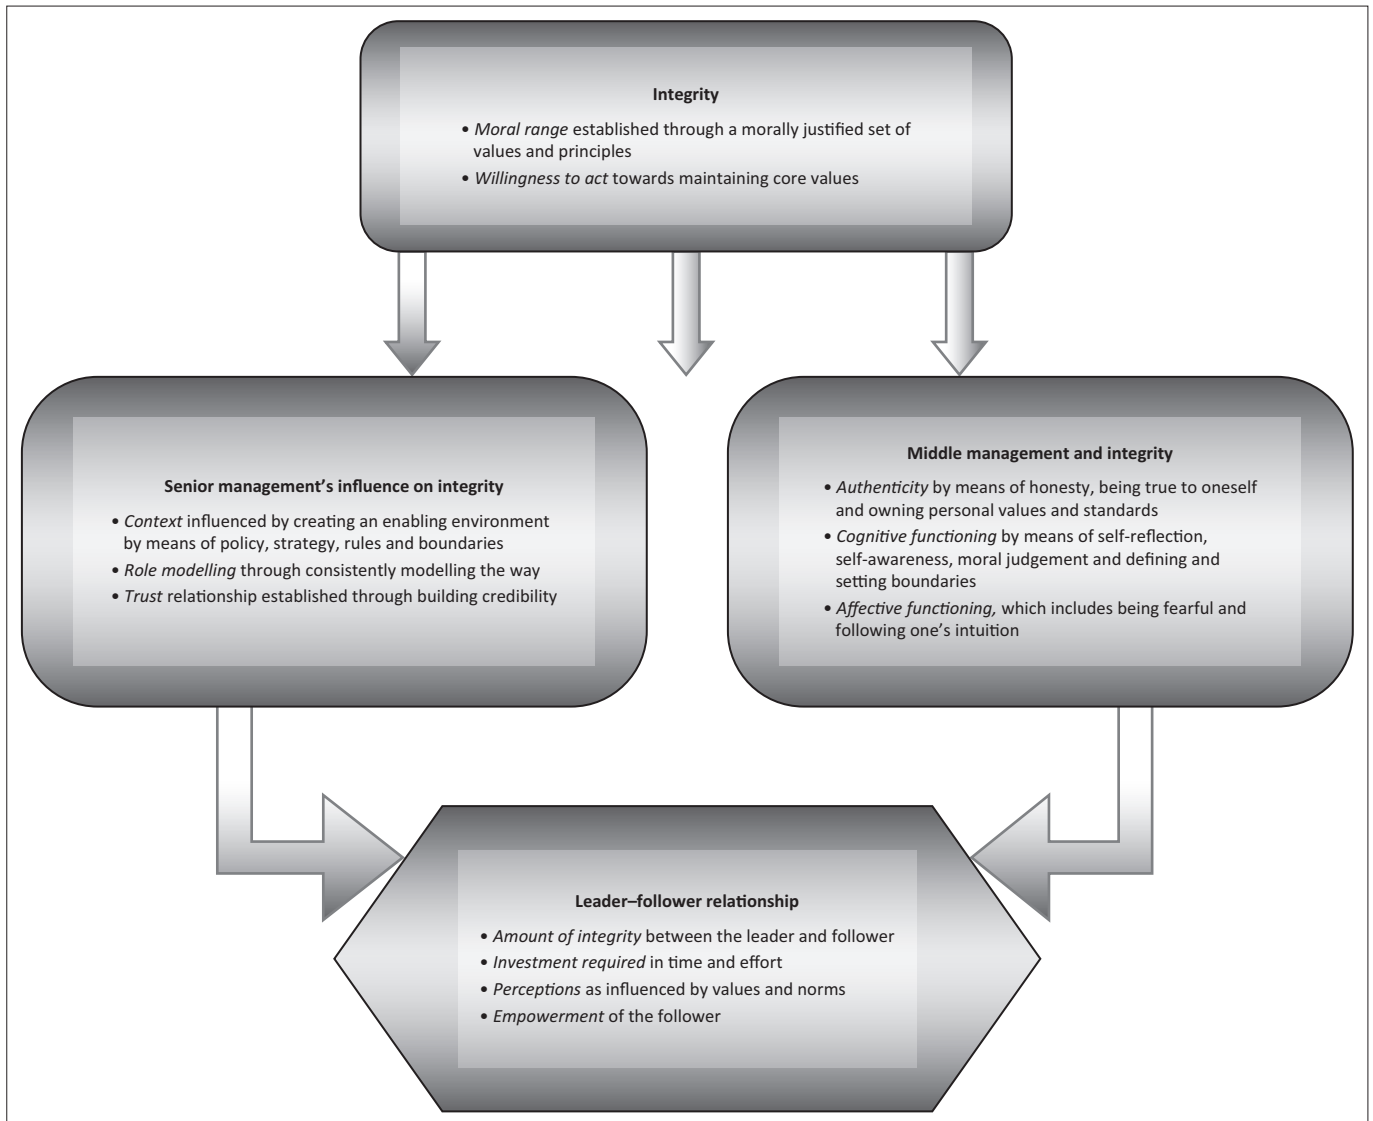 Integrity
• Moral range established through a morally justified set of
values and principles
• Willingness to act towards maintaining core values
Senior management’s influence on integrity
• Context influenced by creating an enabling environment
by means of policy, strategy, rules and boundaries
• Role modelling through consistently modelling the way
• Trust relationship established through building credibility
Middle management and integrity
• Authenticity by means of honesty, being true to oneself
and owning personal values and standards
• Cognitive functioning by means of self-reflection,
self-awareness, moral judgement and defining and
setting boundaries
• Affective functioning, which includes being fearful and
following one’s intuition
Leader–follower relationship
• Amount of integrity between the leader and follower
• Investment required in time and effort
• Perceptions as influenced by values and norms
• Empowerment of the follower